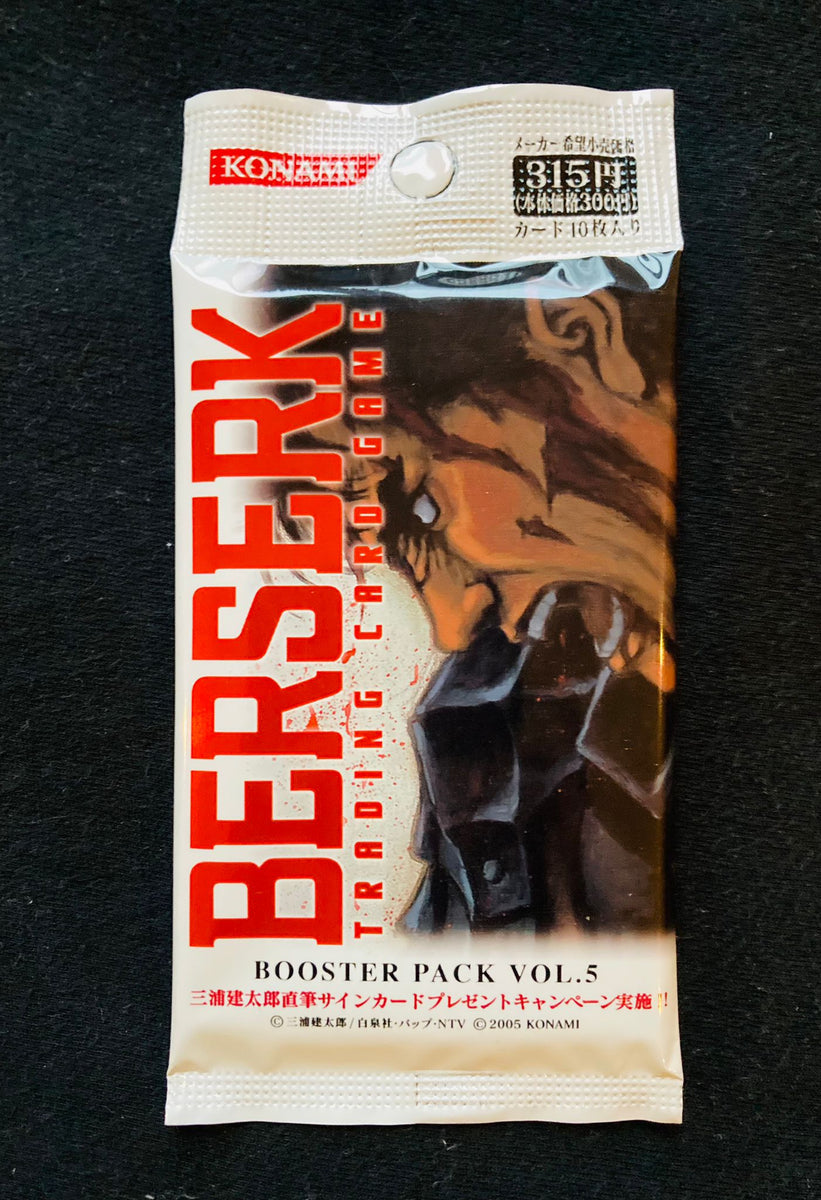 KONAMI
メーカー希望小売価格
315円
(本体価格300円)
カード10枚入り
BERSERK
TRADING CARD GAME
BOOSTER PACK VOL.5
三浦建太郎直筆サインカードプレゼントキャンペーン実施!!
©三浦建太郎/白泉社・バップ・NTV ©2005 KONAMI